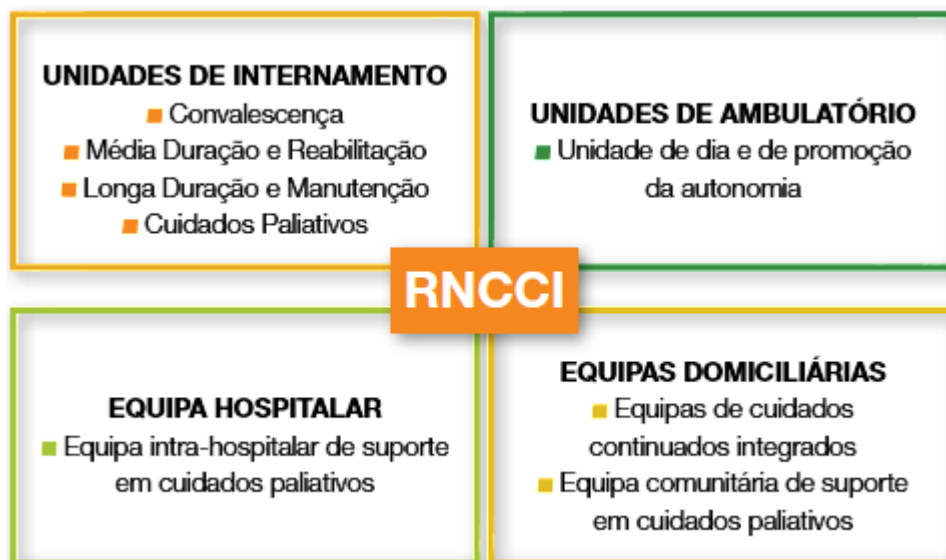 UNIDADES DE INTERNAMENTO
Convalescença
Média Duração e Reabilitação
Longa Duração e Manutenção
Cuidados Paliativos
UNIDADES DE AMBULATÓRIO
Unidade de dia e de promoção
da autonomia
RNCCI
EQUIPA HOSPITALAR
Equipa intra-hospitalar de suporte
em cuidados paliativos
EQUIPAS DOMICILIÁRIAS
Equipas de cuidados
continuados integrados
Equipa comunitária de suporte
em cuidados paliativos